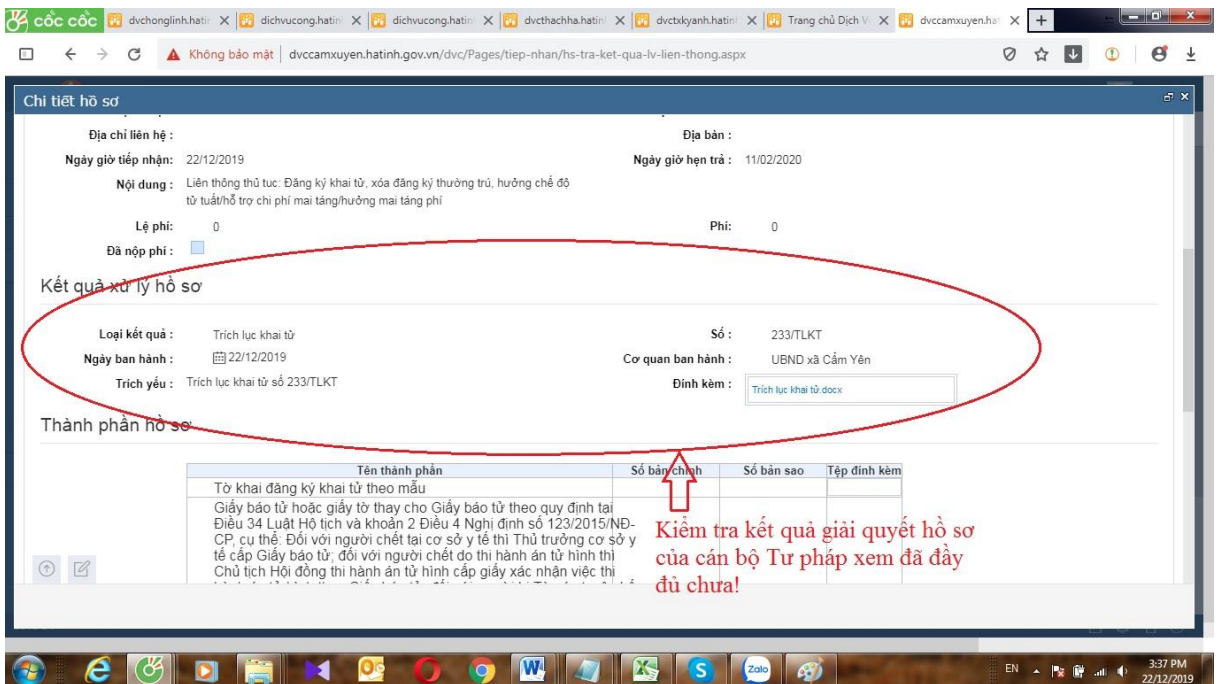 cốc cốc
dvchonglinh.hatin
dichvucong.hatin
dichvucong.hatin
dvcthachha.hatin
dvctxkyanh.hatin
Trang chủ Dịch V
dvccamxuyen.hat
Không bảo mật | dvccamxuyen.hatinh.gov.vn/dvc/Pages/tiep-nhan/hs-tra-ket-qua-lv-lien-thong.aspx
Chi tiết hồ sơ
Địa chỉ liên hệ :
Địa bàn :
Ngày giờ tiếp nhận: 22/12/2019
Ngày giờ hẹn trả : 11/02/2020
Nội dung : Liên thông thủ tuc: Đăng ký khai tử, xóa đăng ký thường trú, hưởng chế độ
tử tuất/hỗ trợ chi phí mai táng/hưởng mai táng phí
Lệ phí: 0
Phí: 0
Đã nộp phí :
Kết quả xử lý hồ sơ
Loại kết quả : Trích lục khai tử
Số : 233/TLKT
Ngày ban hành : 22/12/2019
Cơ quan ban hành : UBND xã Cẩm Yên
Trích yếu : Trích lục khai tử số 233/TLKT
Đính kèm : Trích lục khai tử.docx
Thành phần hồ sơ
Tên thành phần Số bản chính Số bản sao Tệp đính kèm
Tờ khai đăng ký khai tử theo mẫu
Giấy báo tử hoặc giấy tờ thay cho Giấy báo tử theo quy định tại
Điều 34 Luật Hộ tịch và khoản 2 Điều 4 Nghị định số 123/2015/NĐ-
CP, cụ thể: Đối với người chết tại cơ sở y tế thì Thủ trưởng cơ sở y
tế cấp Giấy báo tử; đối với người chết do thi hành án tử hình thì
Chủ tịch Hội đồng thi hành án tử hình cấp giấy xác nhận việc thi
Kiểm tra kết quả giải quyết hồ sơ
của cán bộ Tư pháp xem đã đầy
đủ chưa!
Zalo
EN
3:37 PM
22/12/2019